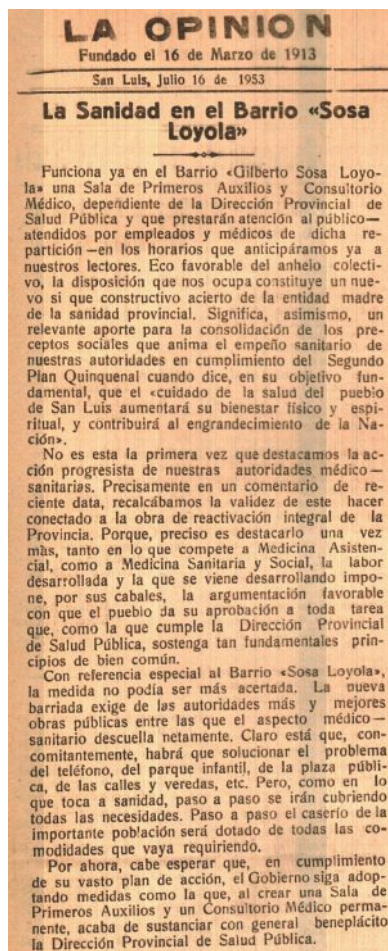 LA OPINION
Fundado el 16 de Marzo de 1913
San Luis, Julio 16 de 1953
La Sanidad en el Barrio «Sosa
Loyola»
Funciona ya en el Barrio «Gilberto Sosa Loyo-
la» una Sala de Primeros Auxilios y Consultorio
Médico, dependiente de la Dirección Provincial de
Salud Pública y que prestarán atención al público—
atendidos por empleados y médicos de dicha re-
partición—en los horarios que anticipáramos ya a
nuestros lectores. Eco favorable del anhelo colecti-
vo, la disposición que nos ocupa constituye un nue-
vo si que constructivo acierto de la entidad madre
de la sanidad provincial. Significa, asimismo, un
relevante aporte para la consolidación de los pre-
ceptos sociales que anima el empeño sanitario de
nuestras autoridades en cumplimiento del Segundo
Plan Quinquenal cuando dice, en su objetivo fun-
damental, que el «cuidado de la salud del pueblo
de San Luis aumentará su bienestar físico y espi-
ritual, y contribuirá al engrandecimiento de la Na-
ción».
No es esta la primera vez que destacamos la ac-
ción progresista de nuestras autoridades médico—
sanitarias. Precisamente en un comentario de re-
ciente data, recalcábamos la validez de este hacer
conectado a la obra de reactivación integral de la
Provincia. Porque, preciso es destacarlo una vez
más, tanto en lo que compete a Medicina Asisten-
cial, como a Medicina Sanitaria y Social, la labor
desarrollada y la que se viene desarrollando impo-
ne, por sus cabales, la argumentación favorable
con que el pueblo da su aprobación a toda tarea
que, como la que cumple la Dirección Provincial
de Salud Pública, sostenga tan fundamentales prin-
cipios de bien común.
Con referencia especial al Barrio «Sosa Loyola»,
la medida no podía ser más acertada. La nueva
barriada exige de las autoridades más y mejores
obras públicas entre las que el aspecto médico—
sanitario descuella netamente. Claro está que, con-
comitantemente, habrá que solucionar el problema
del teléfono, del parque infantil, de la plaza públi-
ca, de las calles y veredas, etc. Pero, como en lo
que toca a sanidad, paso a paso se irán cubriendo
todas las necesidades. Paso a paso el caserío de la
importante población será dotado de todas las co-
modidades que vaya requiriendo.
Por ahora, cabe esperar que, en cumplimiento
de su vasto plan de acción, el Gobierno siga adop-
tando medidas como la que, al crear una Sala de
Primeros Auxilios y un Consultorio Médico perma-
nente, acaba de sustanciar con general beneplácito
la Dirección Provincial de Salud Pública.